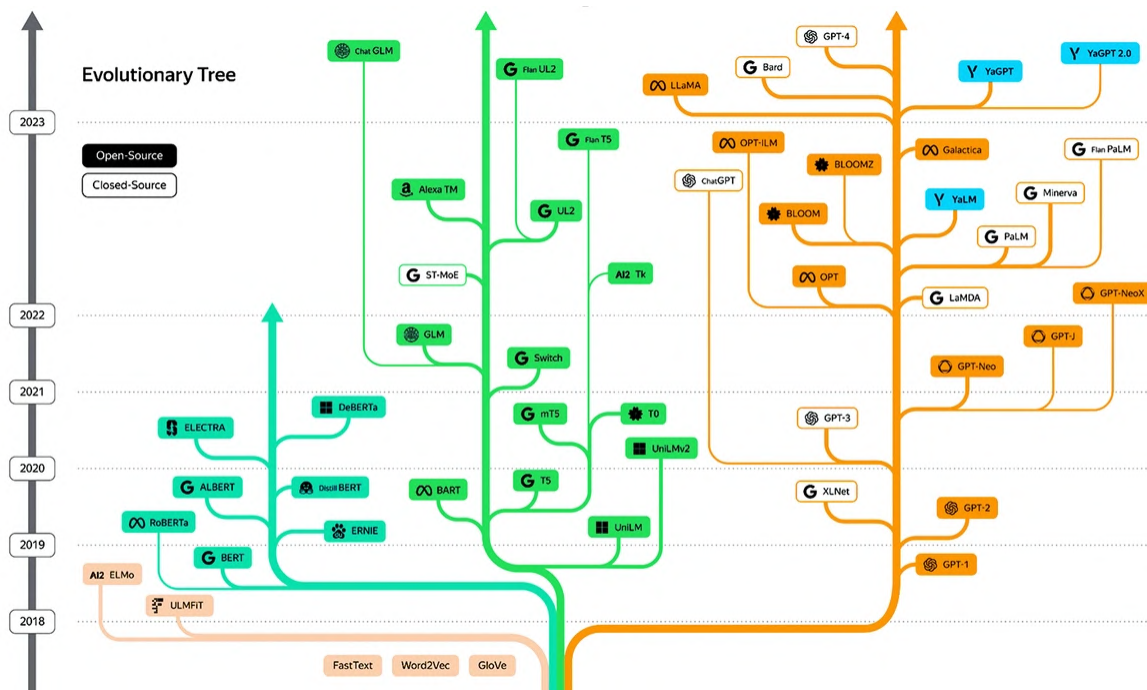 Evolutionary Tree
2023
2022
2021
2020
2019
2018
Open-Source
Closed-Source
Chat GLM
Flan UL2
Flan T5
Alexa TM
UL2
ST-MoE
AI2 Tk
GLM
Switch
mT5
T0
UniLMv2
BART
T5
UniLM
DeBERTa
ELECTRA
ALBERT
Distill BERT
RoBERTa
ERNIE
BERT
AI2 ELMo
ULMFiT
FastText
Word2Vec
GloVe
GPT-4
Bard
LLaMA
YaGPT
YaGPT 2.0
OPT-ILM
BLOOMZ
Galactica
Flan PaLM
ChatGPT
BLOOM
YaLM
Minerva
PaLM
OPT
LaMDA
GPT-NeoX
GPT-J
GPT-Neo
GPT-3
XLNet
GPT-2
GPT-1